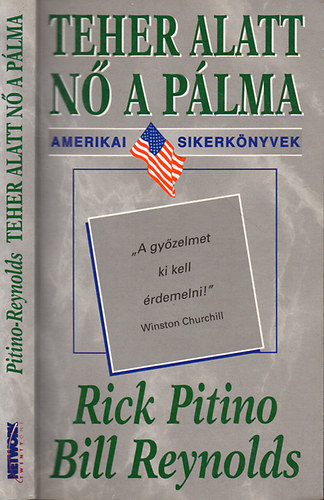 TEHER ALATT
NŐ A PÁLMA
AMERIKAI SIKERKÖNYVEK
„A győzelmet
ki kell
érdemelni!”
Winston Churchill
Rick Pitino
Bill Reynolds
Pitino-Reynolds TEHER ALATT NŐ A PÁLMA
NETWORK